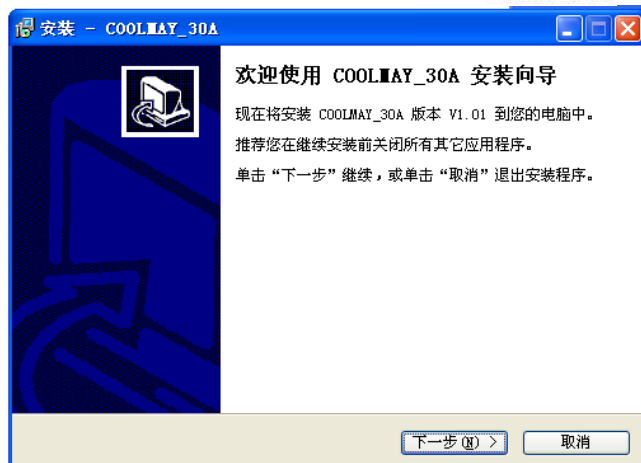 安装 - COOLMAY_30A
欢迎使用 COOLMAY_30A 安装向导
现在将安装 COOLMAY_30A 版本 V1.01 到您的电脑中。
推荐您在继续安装前关闭所有其它应用程序。
单击“下一步”继续，或单击“取消”退出安装程序。
下一步(N) >
取消